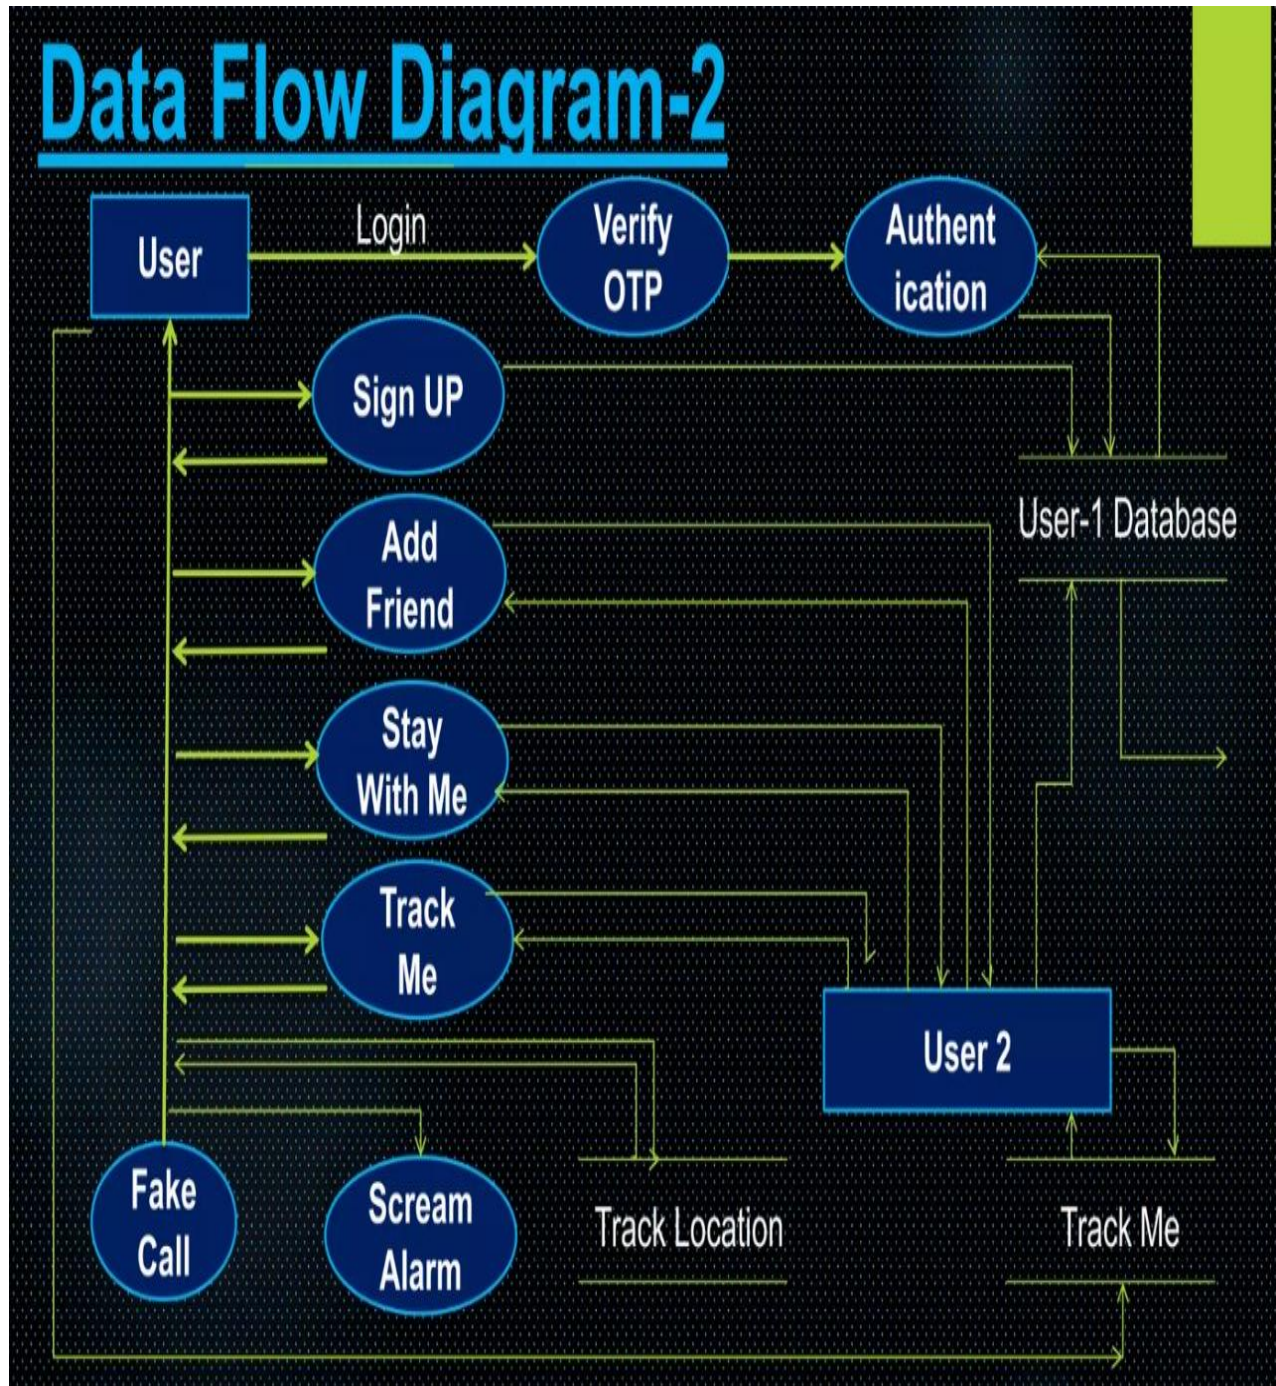 Data Flow Diagram-2
User
Login
Verify
OTP
Authent
ication
Sign UP
User-1 Database
Add
Friend
Stay
With Me
Track
Me
User 2
Fake
Call
Scream
Alarm
Track Location
Track Me